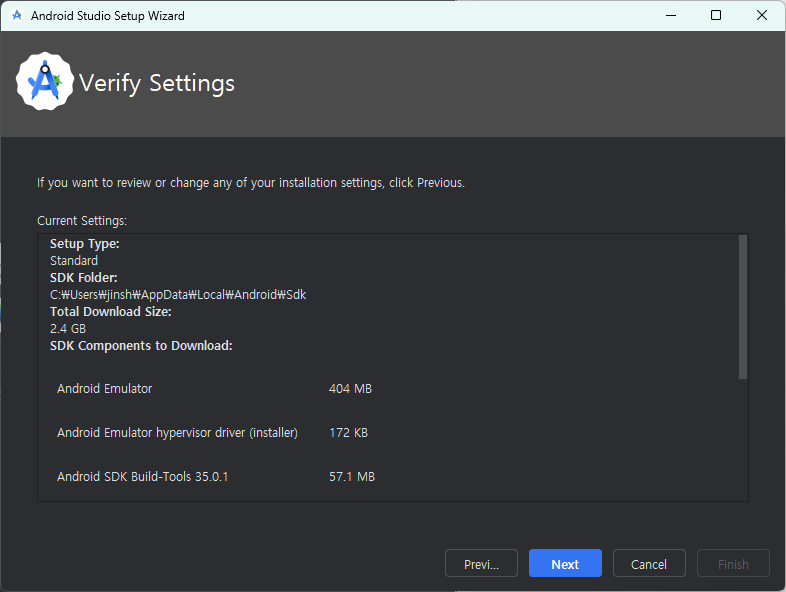 Android Studio Setup Wizard
Verify Settings
If you want to review or change any of your installation settings, click Previous.
Current Settings:
Setup Type:
Standard
SDK Folder:
C:₩Users₩jinsh₩AppData₩Local₩Android₩Sdk
Total Download Size:
2.4 GB
SDK Components to Download:
Android Emulator 404 MB
Android Emulator hypervisor driver (installer) 172 KB
Android SDK Build-Tools 35.0.1 57.1 MB
Previ... Next Cancel Finish